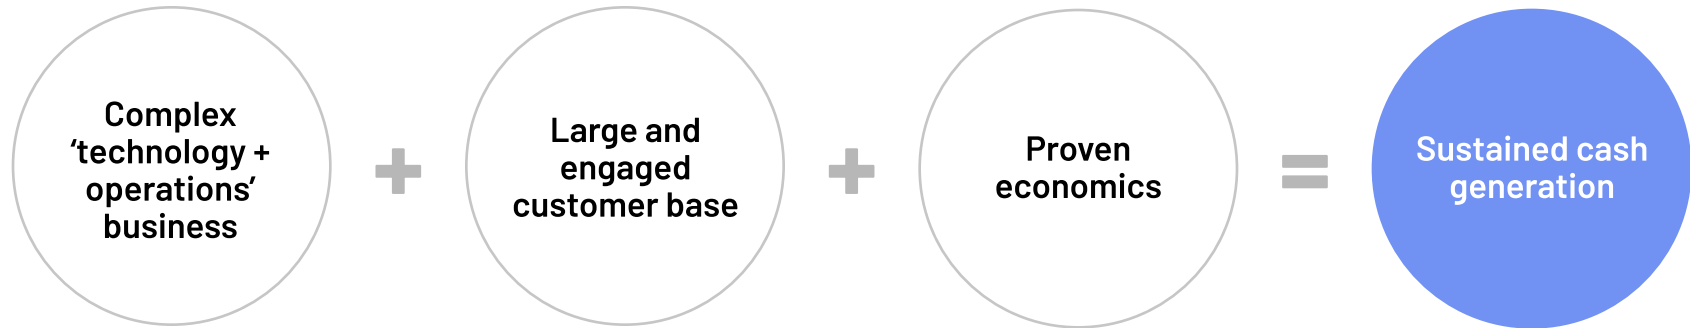 Complex
‘technology +
operations’
business
+
Large and
engaged
customer base
+
Proven
economics
=
Sustained cash
generation